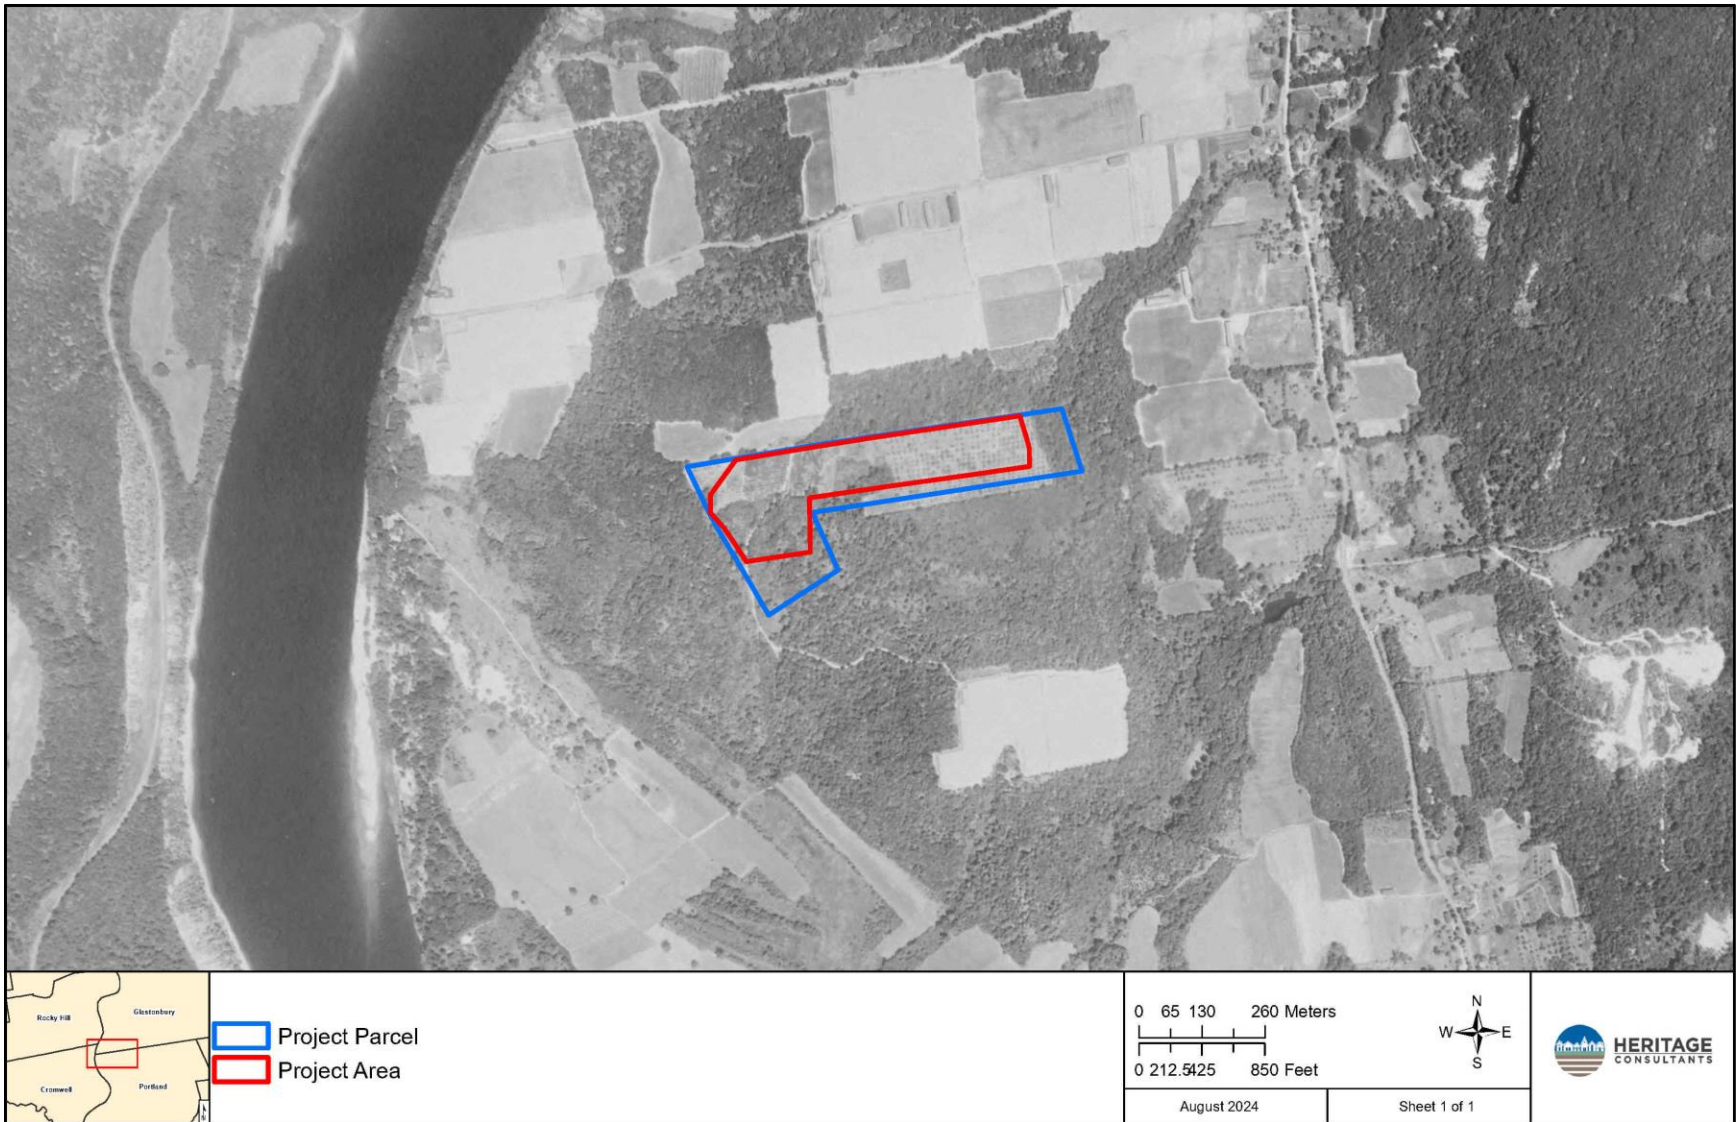 Rocky Hill
Glastonbury
Cromwell
Portland
N
Project Parcel
Project Area
0 65 130 260 Meters
0 212.5425 850 Feet
N
W E
S
August 2024
Sheet 1 of 1
HERITAGE
CONSULTANTS